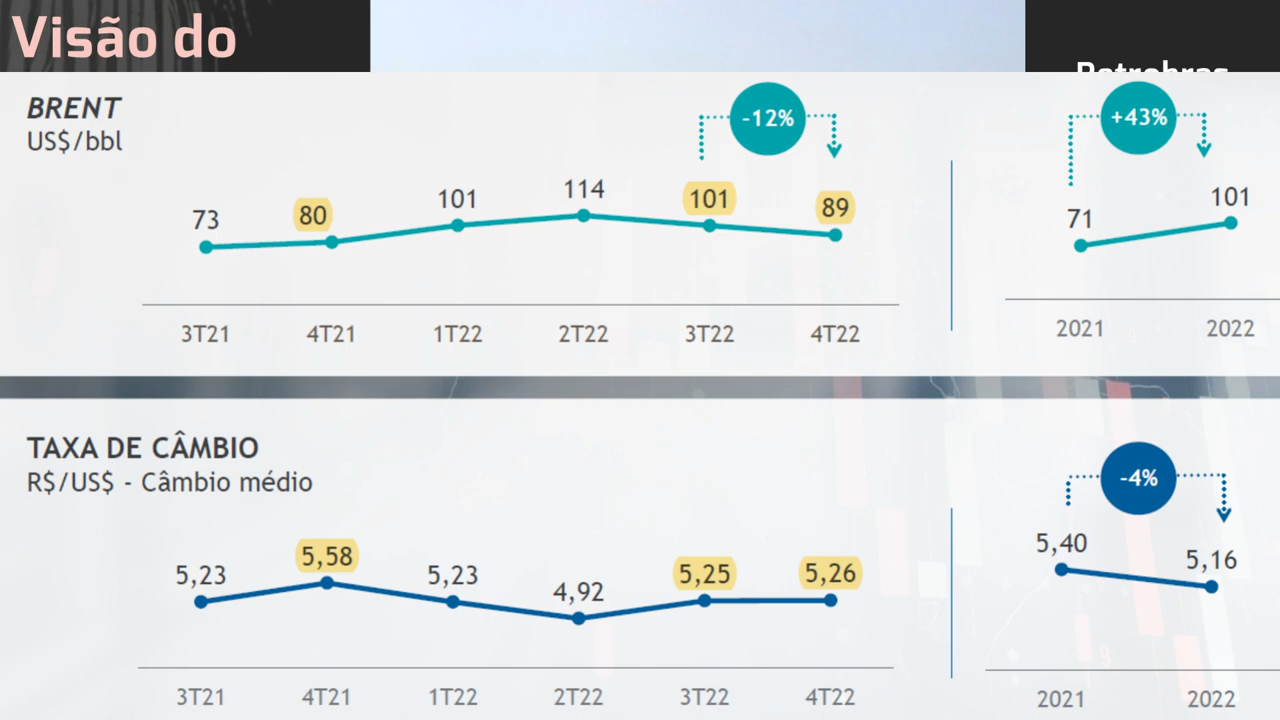 Visão do
Petrobras
BRENT
US$/bbl
-12%
+43%
73
80
101
114
101
89
71
101
3T21
4T21
1T22
2T22
3T22
4T22
2021
2022
TAXA DE CÂMBIO
R$/US$ - Câmbio médio
-4%
5,23
5,58
5,23
4,92
5,25
5,26
5,40
5,16
3T21
4T21
1T22
2T22
3T22
4T22
2021
2022